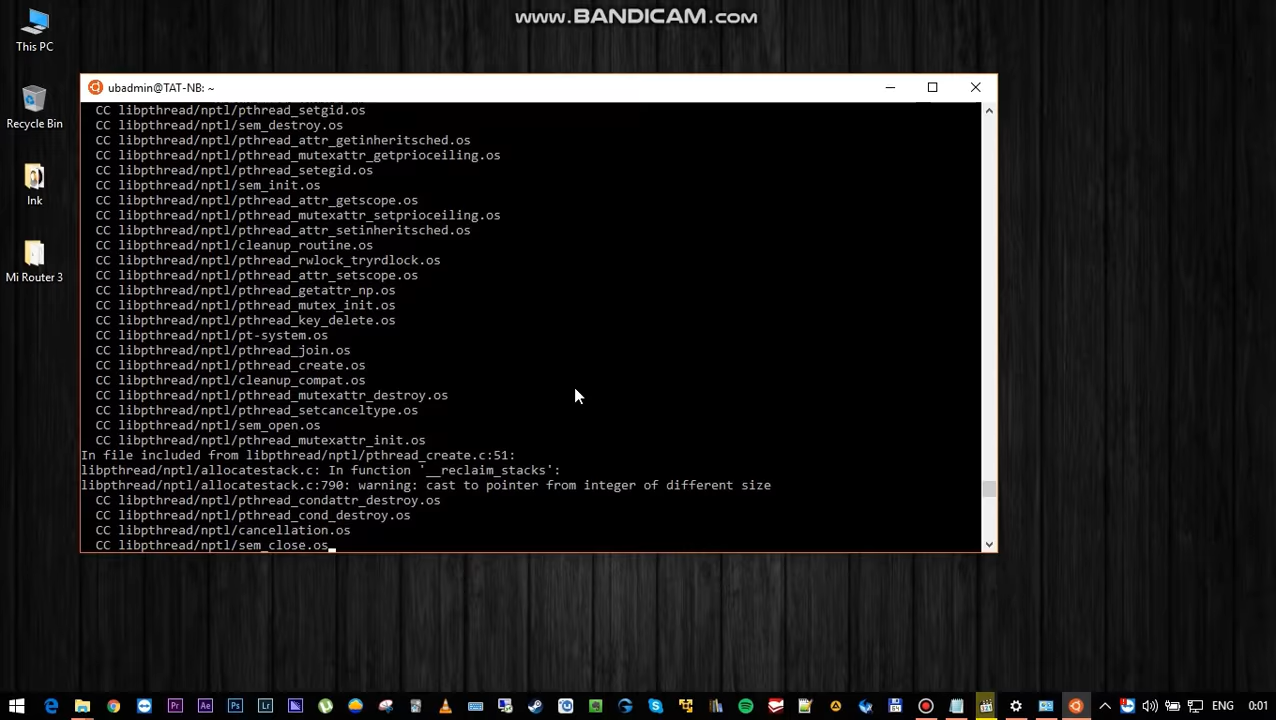 www.BANDICAM.com
This PC
Recycle Bin
Ink
Mi Router 3
ubadmin@TAT-NB: ~
CC libpthread/nptl/pthread_setgid.os
CC libpthread/nptl/sem_destroy.os
CC libpthread/nptl/pthread_attr_getinheritsched.os
CC libpthread/nptl/pthread_mutexattr_getprioceiling.os
CC libpthread/nptl/pthread_setegid.os
CC libpthread/nptl/sem_init.os
CC libpthread/nptl/pthread_attr_getscope.os
CC libpthread/nptl/pthread_mutexattr_setprioceiling.os
CC libpthread/nptl/pthread_attr_setinheritsched.os
CC libpthread/nptl/cleanup_routine.os
CC libpthread/nptl/pthread_rwlock_tryrdlock.os
CC libpthread/nptl/pthread_attr_setscope.os
CC libpthread/nptl/pthread_getattr_np.os
CC libpthread/nptl/pthread_mutex_init.os
CC libpthread/nptl/pthread_key_delete.os
CC libpthread/nptl/pt-system.os
CC libpthread/nptl/pthread_join.os
CC libpthread/nptl/pthread_create.os
CC libpthread/nptl/cleanup_compat.os
CC libpthread/nptl/pthread_mutexattr_destroy.os
CC libpthread/nptl/pthread_setcanceltype.os
CC libpthread/nptl/sem_open.os
CC libpthread/nptl/pthread_mutexattr_init.os
In file included from libpthread/nptl/pthread_create.c:51:
libpthread/nptl/allocatestack.c: In function '__reclaim_stacks':
libpthread/nptl/allocatestack.c:790: warning: cast to pointer from integer of different size
CC libpthread/nptl/pthread_condattr_destroy.os
CC libpthread/nptl/pthread_cond_destroy.os
CC libpthread/nptl/cancellation.os
CC libpthread/nptl/sem_close.os
Pr
Ae
Ps
Lr
ENG
0:01